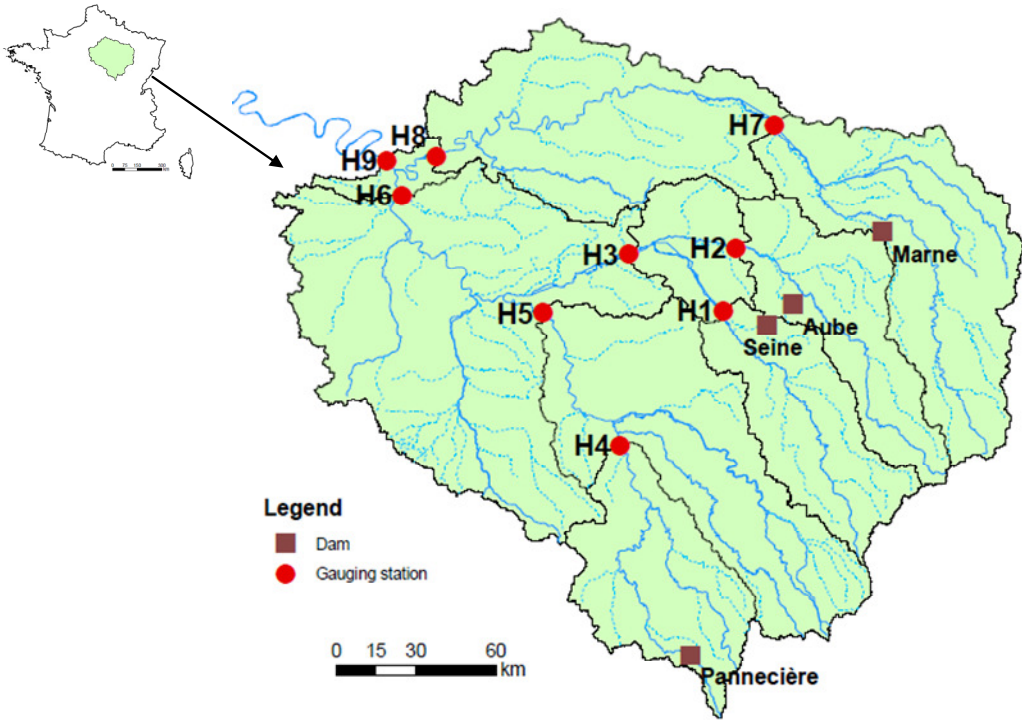 H7
H8
H9
H6
Marne
H2
H3
H1
Aube
H5
Seine
H4
Legend
Dam
Gauging station
0 15 30 60
km
Pannecière